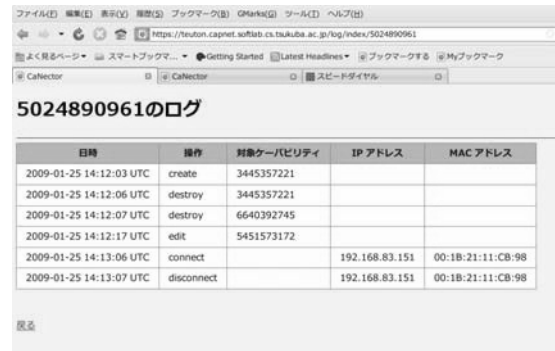 ファイル(F) 編集(E) 表示(V) 履歴(S) ブックマーク(B) GMarks(G) ツール(T) ヘルプ(H)
https://teuton.capnet.softlab.cs.tsukuba.ac.jp/log/index/5024890961
よく見るページ スマートブックマ... Getting Started Latest Headlines ブックマークする Myブックマーク
CaNector CaNector スピードダイヤル
5024890961のログ
日時 操作 対象ケーパビリティ IP アドレス MAC アドレス
2009-01-25 14:12:03 UTC create 3445357221
2009-01-25 14:12:06 UTC destroy 3445357221
2009-01-25 14:12:07 UTC destroy 6640392745
2009-01-25 14:12:17 UTC edit 5451573172
2009-01-25 14:13:06 UTC connect 192.168.83.151 00:1B:21:11:CB:98
2009-01-25 14:13:07 UTC disconnect 192.168.83.151 00:1B:21:11:CB:98
戻る